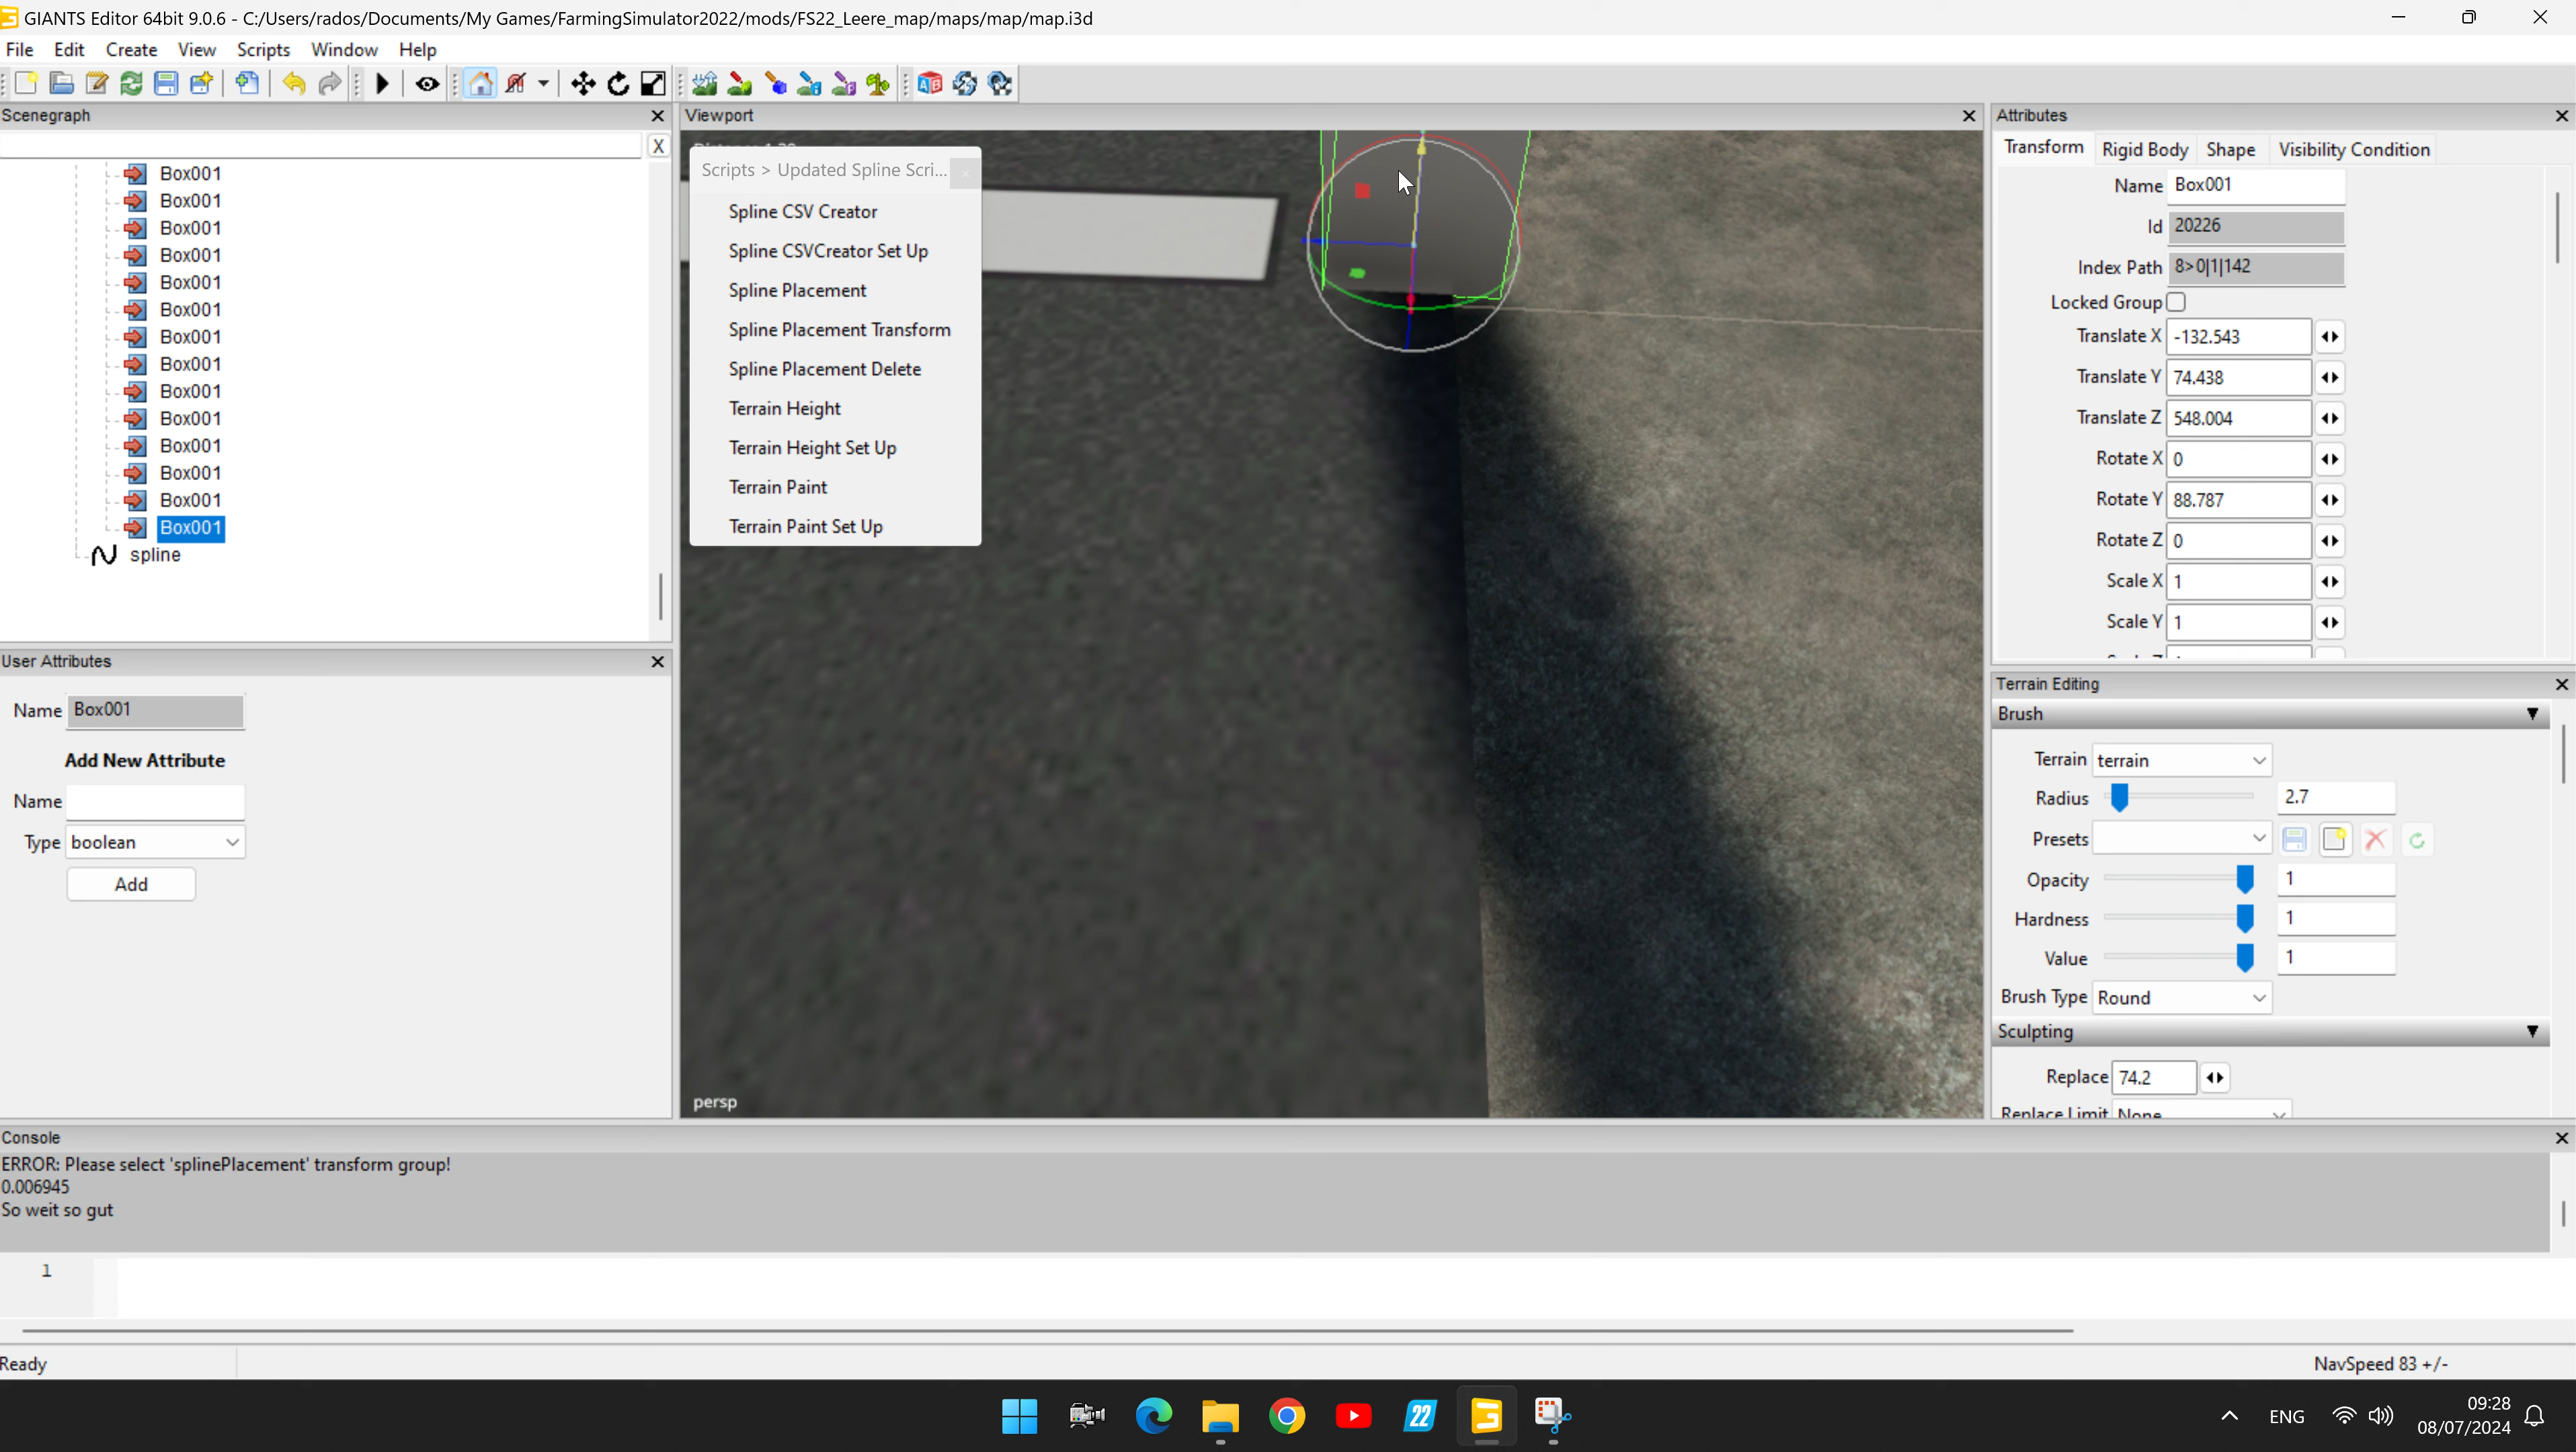 GIANTS Editor 64bit 9.0.6 - C:/Users/rados/Documents/My Games/FarmingSimulator2022/mods/FS22_Leere_map/maps/map/map.i3d
File Edit Create View Scripts Window Help
Scenegraph
X
Box001
Box001
Box001
Box001
Box001
Box001
Box001
Box001
Box001
Box001
Box001
Box001
Box001
Box001
spline
User Attributes
Name Box001
Add New Attribute
Name
Type boolean
Add
Viewport
Scripts > Updated Spline Scri...
Spline CSV Creator
Spline CSVCreator Set Up
Spline Placement
Spline Placement Transform
Spline Placement Delete
Terrain Height
Terrain Height Set Up
Terrain Paint
Terrain Paint Set Up
persp
Attributes
Transform Rigid Body Shape Visibility Condition
Name Box001
Id 20226
Index Path 8>0|1|142
Locked Group
Translate X -132.543
Translate Y 74.438
Translate Z 548.004
Rotate X 0
Rotate Y 88.787
Rotate Z 0
Scale X 1
Scale Y 1
Terrain Editing
Brush
Terrain terrain
Radius 2.7
Presets
Opacity 1
Hardness 1
Value 1
Brush Type Round
Sculpting
Replace 74.2
Replace Limit None
Console
ERROR: Please select 'splinePlacement' transform group!
0.006945
So weit so gut
1
Ready
NavSpeed 83 +/-
22
ENG
09:28
08/07/2024